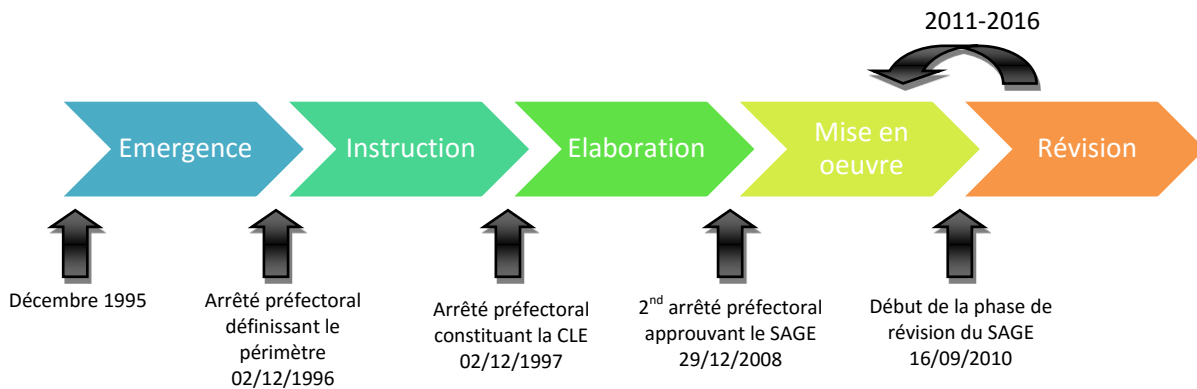 2011-2016
Emergence
Instruction
Elaboration
Mise en
oeuvre
Révision
Décembre 1995
Arrêté préfectoral
définissant le
périmètre
02/12/1996
Arrêté préfectoral
constituant la CLE
02/12/1997
2nd arrêté préfectoral
approuvant le SAGE
29/12/2008
Début de la phase de
révision du SAGE
16/09/2010